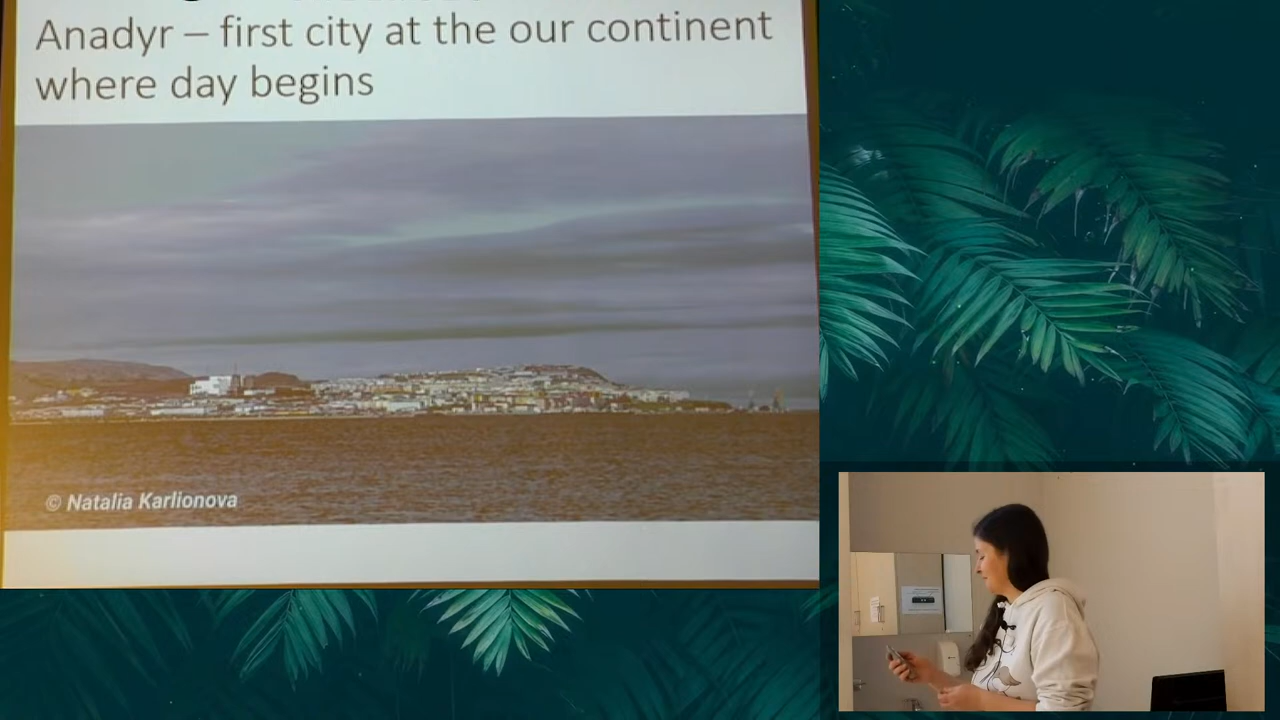 Anadyr – first city at the our continent
where day begins
© Natalia Karlionova